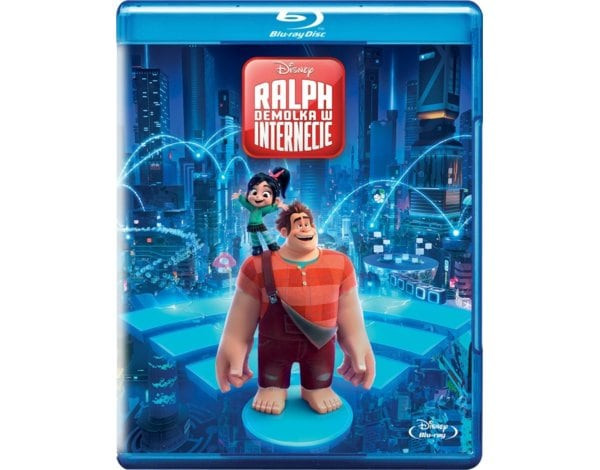 Blu-ray Disc
Disney
RALPH
DEMOLKA W
INTERNECIE
Disney
Blu-ray